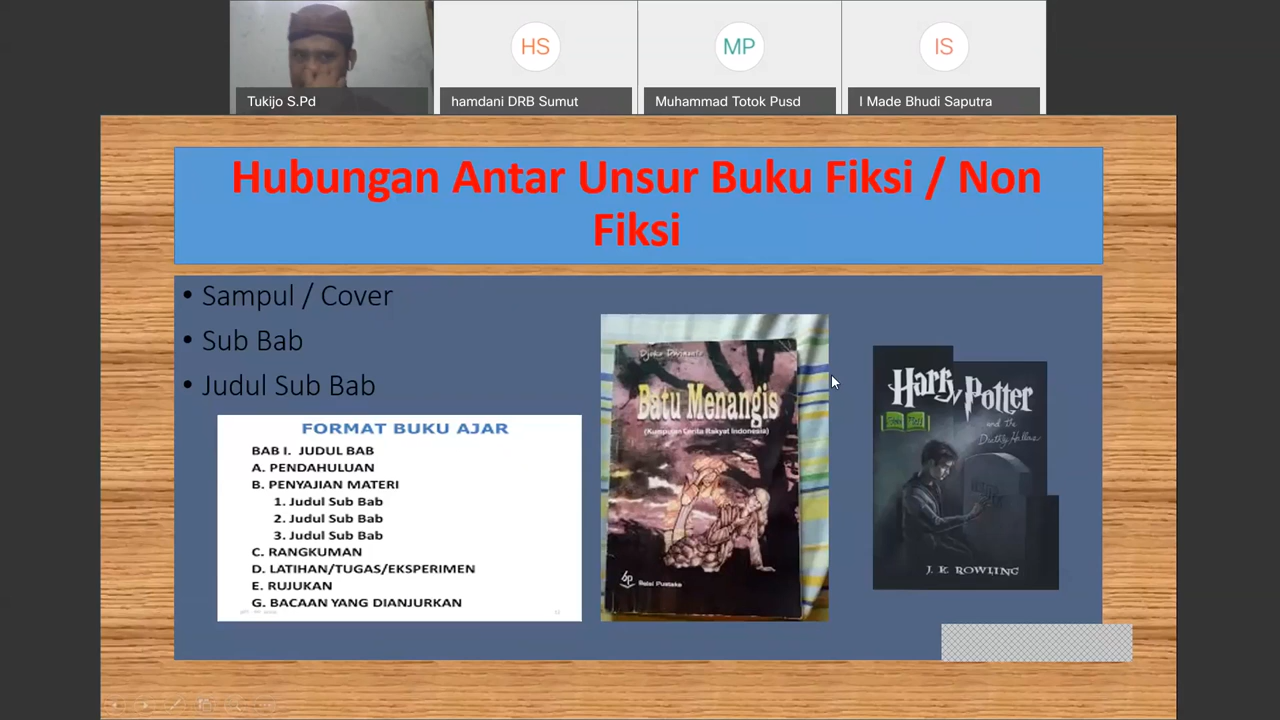 HS
MP
IS
Tukijo S.Pd
hamdani DRB Sumut
Muhammad Totok Pusd
I Made Bhudi Saputra
Hubungan Antar Unsur Buku Fiksi / Non
Fiksi
• Sampul / Cover
• Sub Bab
• Judul Sub Bab
FORMAT BUKU AJAR
BAB I. JUDUL BAB
A. PENDAHULUAN
B. PENYAJIAN MATERI
1. Judul Sub Bab
2. Judul Sub Bab
3. Judul Sub Bab
C. RANGKUMAN
D. LATIHAN/TUGAS/EKSPERIMEN
E. RUJUKAN
G. BACAAN YANG DIANJURKAN
Batu Menangis
(Kumpulan Cerita Rakyat Indonesia)
bp
Balai Pustaka
Harry Potter
and the
Deathly Hallows
J. K. ROWLING